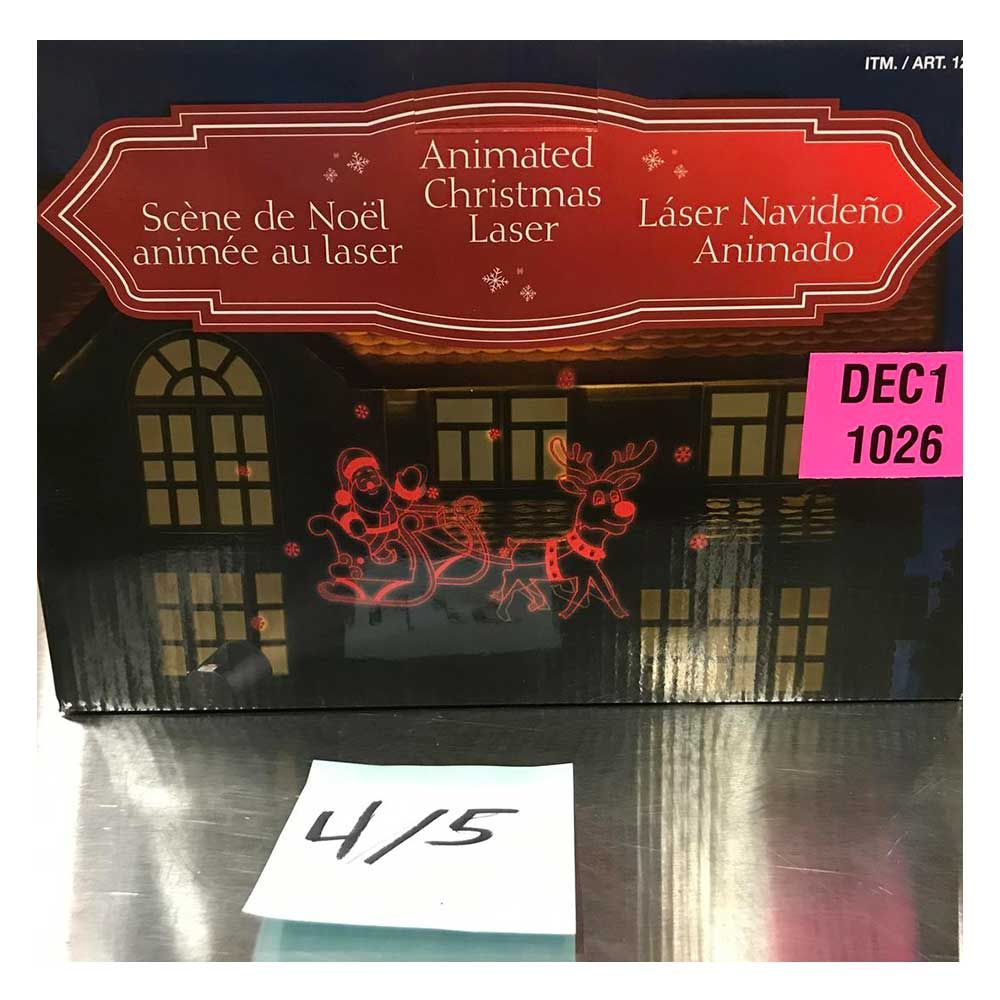 ITM. / ART. 12
Scène de Noël
animée au laser
Animated
Christmas
Laser
Láser Navideño
Animado
DEC1
1026
4/5